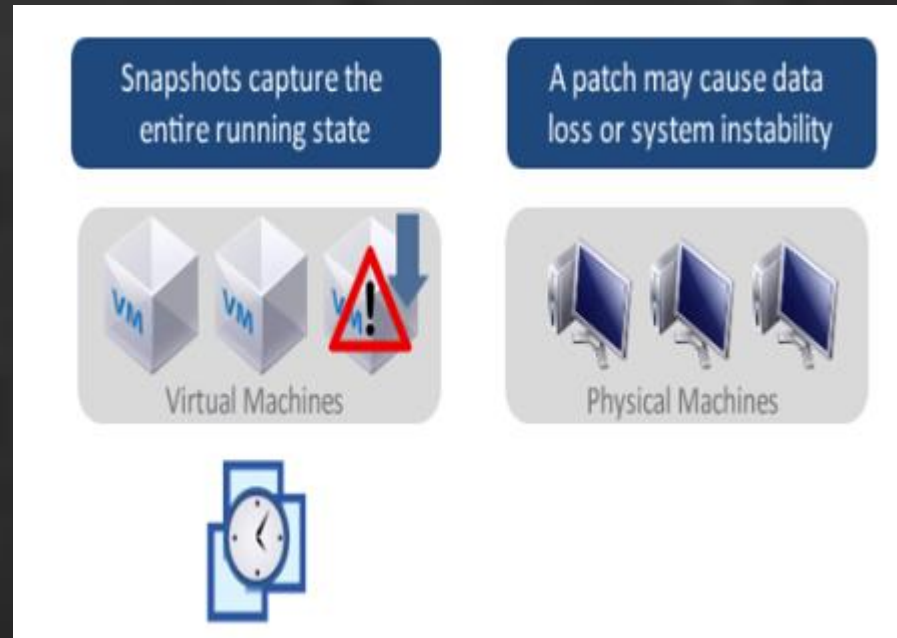 Snapshots capture the
entire running state
A patch may cause data
loss or system instability
VM
VM
VM
Virtual Machines
Physical Machines